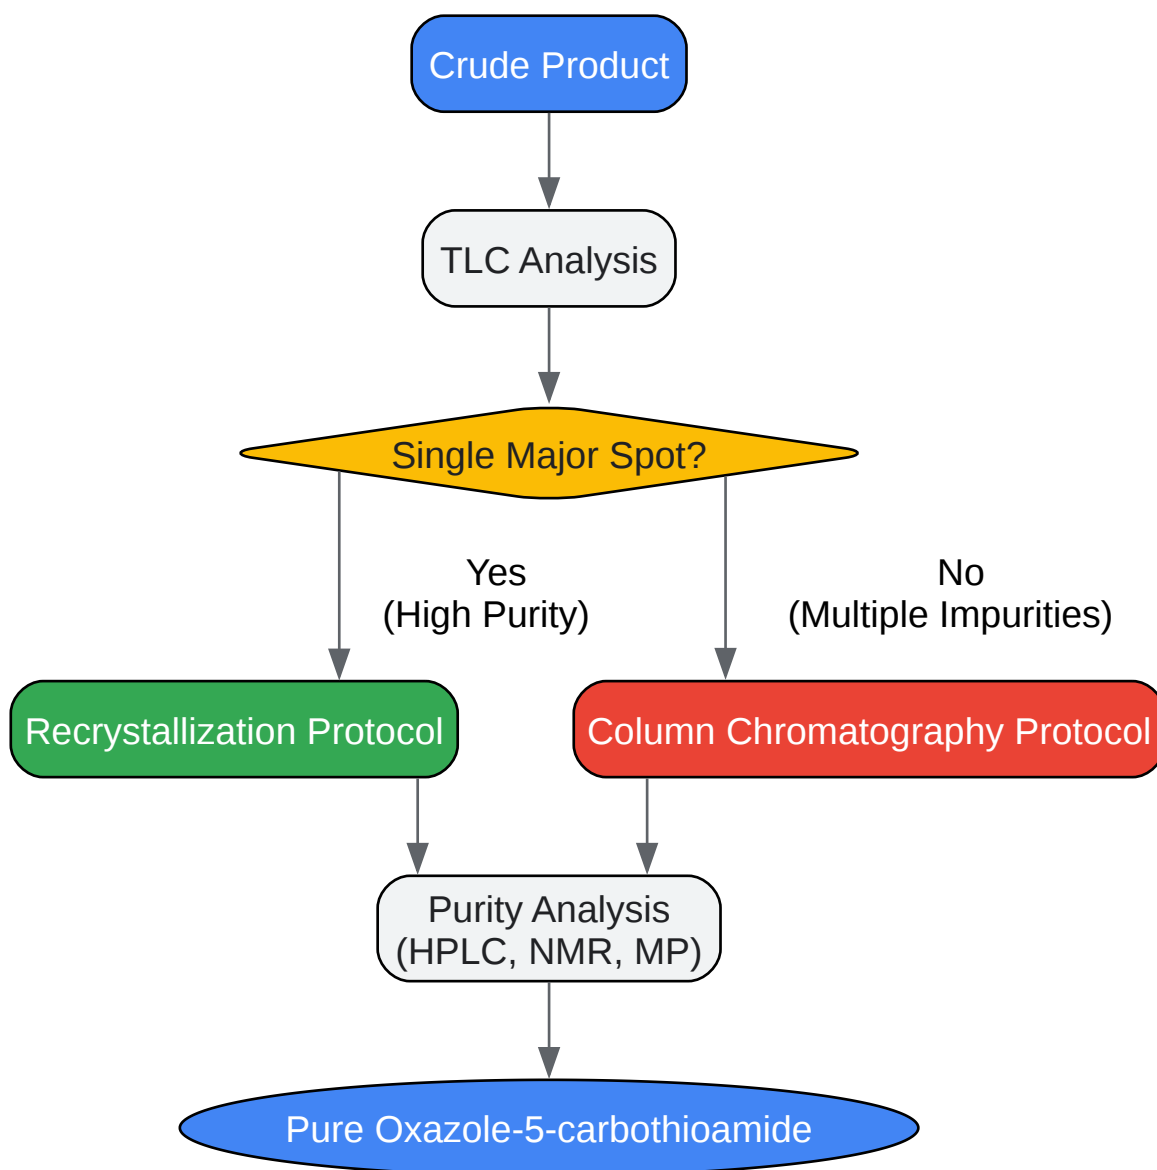 Crude Product
TLC Analysis
Single Major Spot?
Yes
(High Purity)
No
(Multiple Impurities)
Recrystallization Protocol
Column Chromatography Protocol
Purity Analysis
(HPLC, NMR, MP)
Pure Oxazole-5-carbothioamide